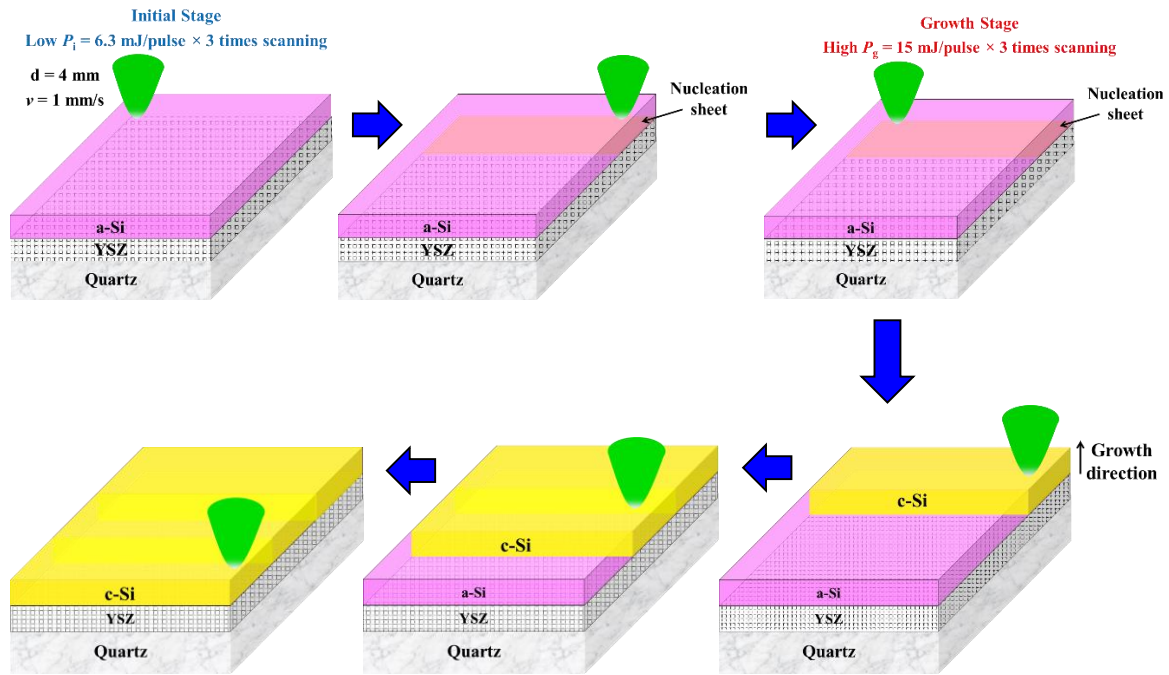 Initial Stage
Low Pi = 6.3 mJ/pulse × 3 times scanning
d = 4 mm
v = 1 mm/s
a-Si
YSZ
Quartz
Nucleation
sheet
a-Si
YSZ
Quartz
Growth Stage
High Pg = 15 mJ/pulse × 3 times scanning
Nucleation
sheet
a-Si
YSZ
Quartz
c-Si
YSZ
Quartz
c-Si
a-Si
YSZ
Quartz
Growth
direction
c-Si
a-Si
YSZ
Quartz